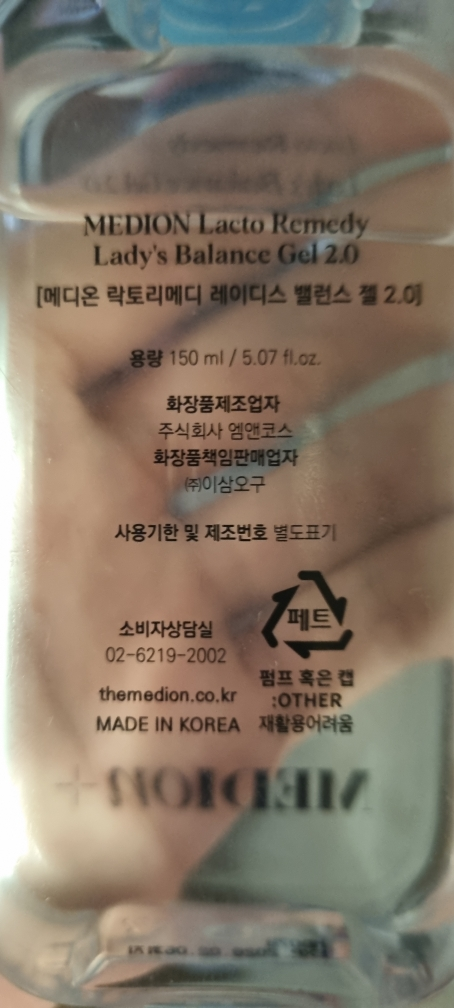 MEDION Lacto Remedy
Lady's Balance Gel 2.0
[메디온 락토리메디 레이디스 밸런스 젤 2.0]
용량 150 ml / 5.07 fl.oz.
화장품제조업자
주식회사 엠앤코스
화장품책임판매업자
㈜이삼오구
사용기한 및 제조번호 별도표기
소비자상담실
02-6219-2002
themedion.co.kr
MADE IN KOREA
페트
펌프 혹은 캡
:OTHER
재활용어려움
MEDION+